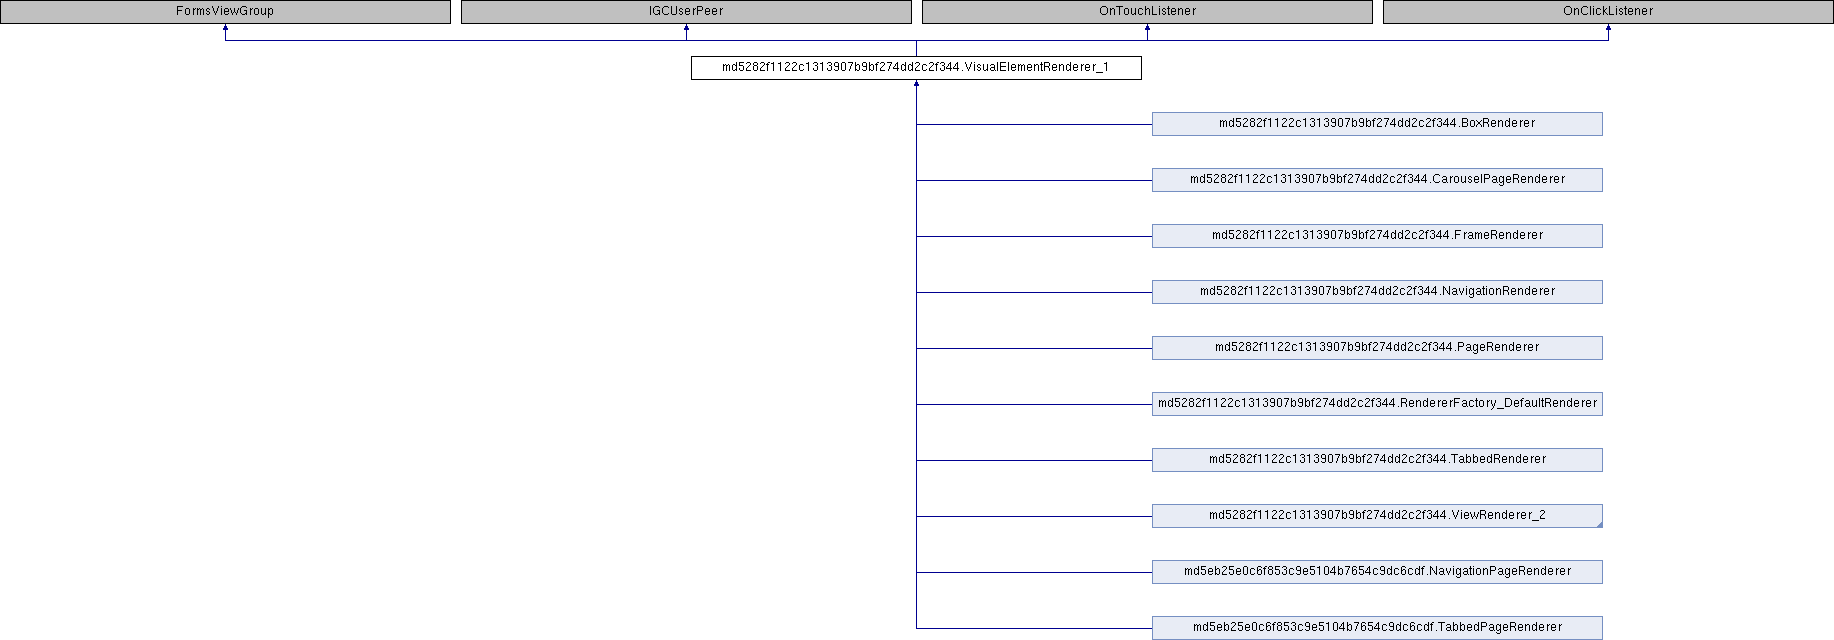 FormsViewGroup
IGCUserPeer
OnTouchListener
OnClickListener
md5282f1122c1313907b9bf274dd2c2f344.VisualElementRenderer_1
md5282f1122c1313907b9bf274dd2c2f344.BoxRenderer
md5282f1122c1313907b9bf274dd2c2f344.CarouselPageRenderer
md5282f1122c1313907b9bf274dd2c2f344.FrameRenderer
md5282f1122c1313907b9bf274dd2c2f344.NavigationRenderer
md5282f1122c1313907b9bf274dd2c2f344.PageRenderer
md5282f1122c1313907b9bf274dd2c2f344.RendererFactory_DefaultRenderer
md5282f1122c1313907b9bf274dd2c2f344.TabbedRenderer
md5282f1122c1313907b9bf274dd2c2f344.ViewRenderer_2
md5eb25e0c6f853c9e5104b7654c9dc6cdf.NavigationPageRenderer
md5eb25e0c6f853c9e5104b7654c9dc6cdf.TabbedPageRenderer